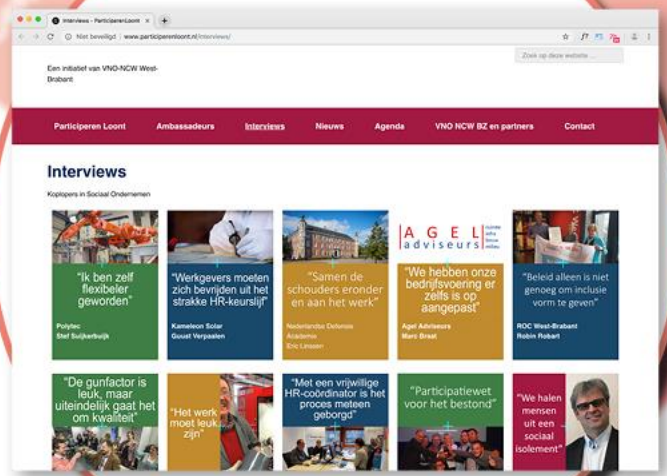 Interviews - ParticiperenLoont
Niet beveiligd | www.participerenloont.nl/interviews/
Zoek op deze website ...
Een initiatief van VNO-NCW West-
Brabant
Participeren Loont Ambassadeurs Interviews Nieuws Agenda VNO NCW BZ en partners Contact
Interviews
Koplopers in Sociaal Ondernemen
"Ik ben zelf
flexibeler
geworden"
Polytec
Stef Suijkerbuijk
"Werkgevers moeten
zich bevrijden uit het
strakke HR-keurslijf"
Kameleon Solar
Guust Verpaalen
"Samen de
schouders eronder
en aan het werk"
Nederlandse Defensie
Academie
Eric Linssen
AGEL
adviseurs
ruimte
infra
bouw
milieu
"We hebben onze
bedrijfsvoering er
zelfs is op
aangepast"
Agel Adviseurs
Marc Braat
"Beleid alleen is niet
genoeg om inclusie
vorm te geven"
ROC West-Brabant
Robin Robart
"De gunfactor is
leuk, maar
uiteindelijk gaat het
om kwaliteit"
"Het werk
moet leuk
zijn"
"Met een vrijwillige
HR-coördinator is het
proces meteen
geborgd"
"Participatiewet
voor het bestond"
"We halen
mensen
uit een
sociaal
isolement"